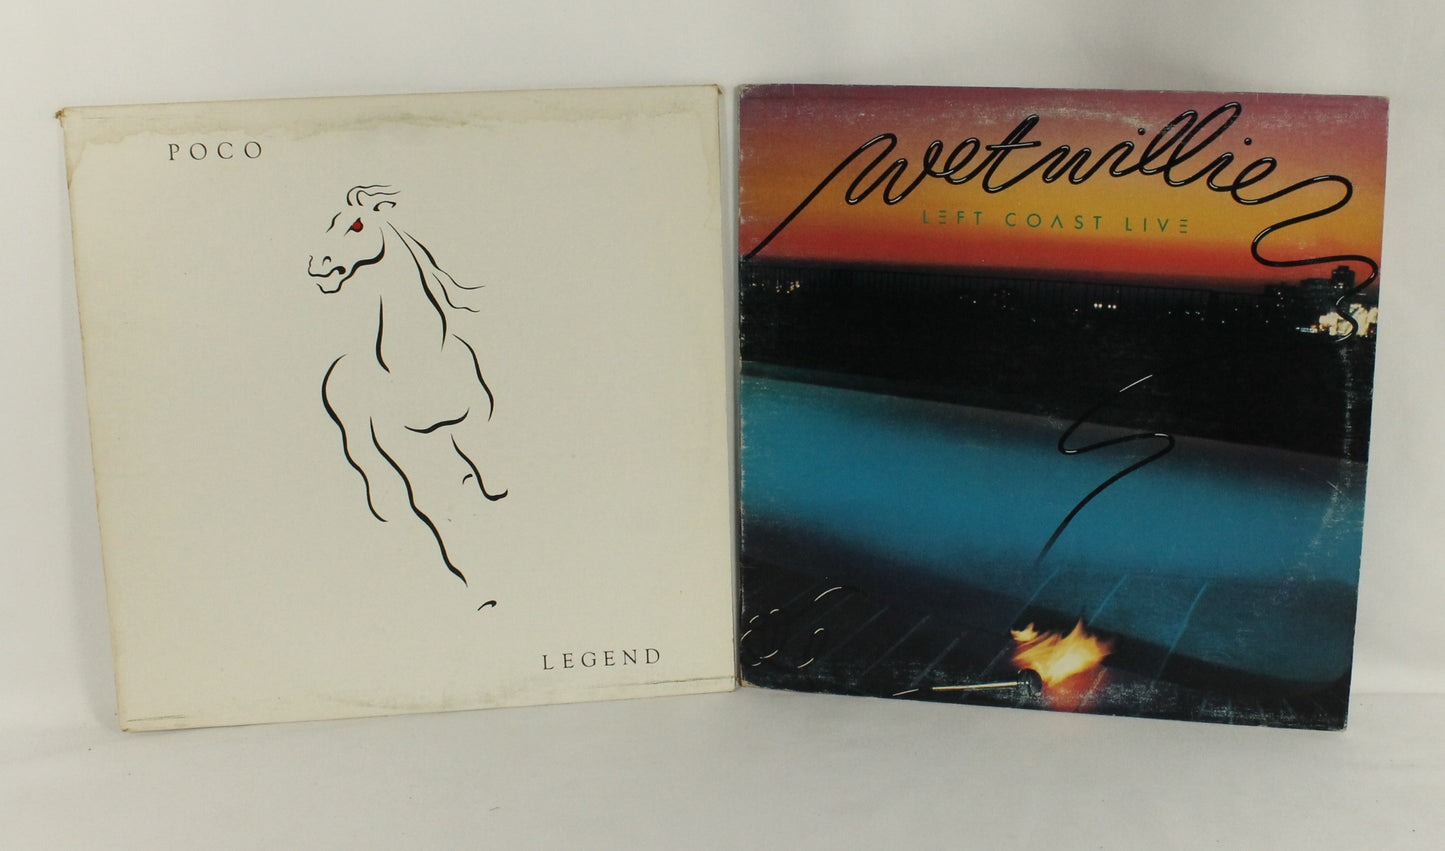 POCO
LEGEND
wetwillie
LEFT COAST LIVE